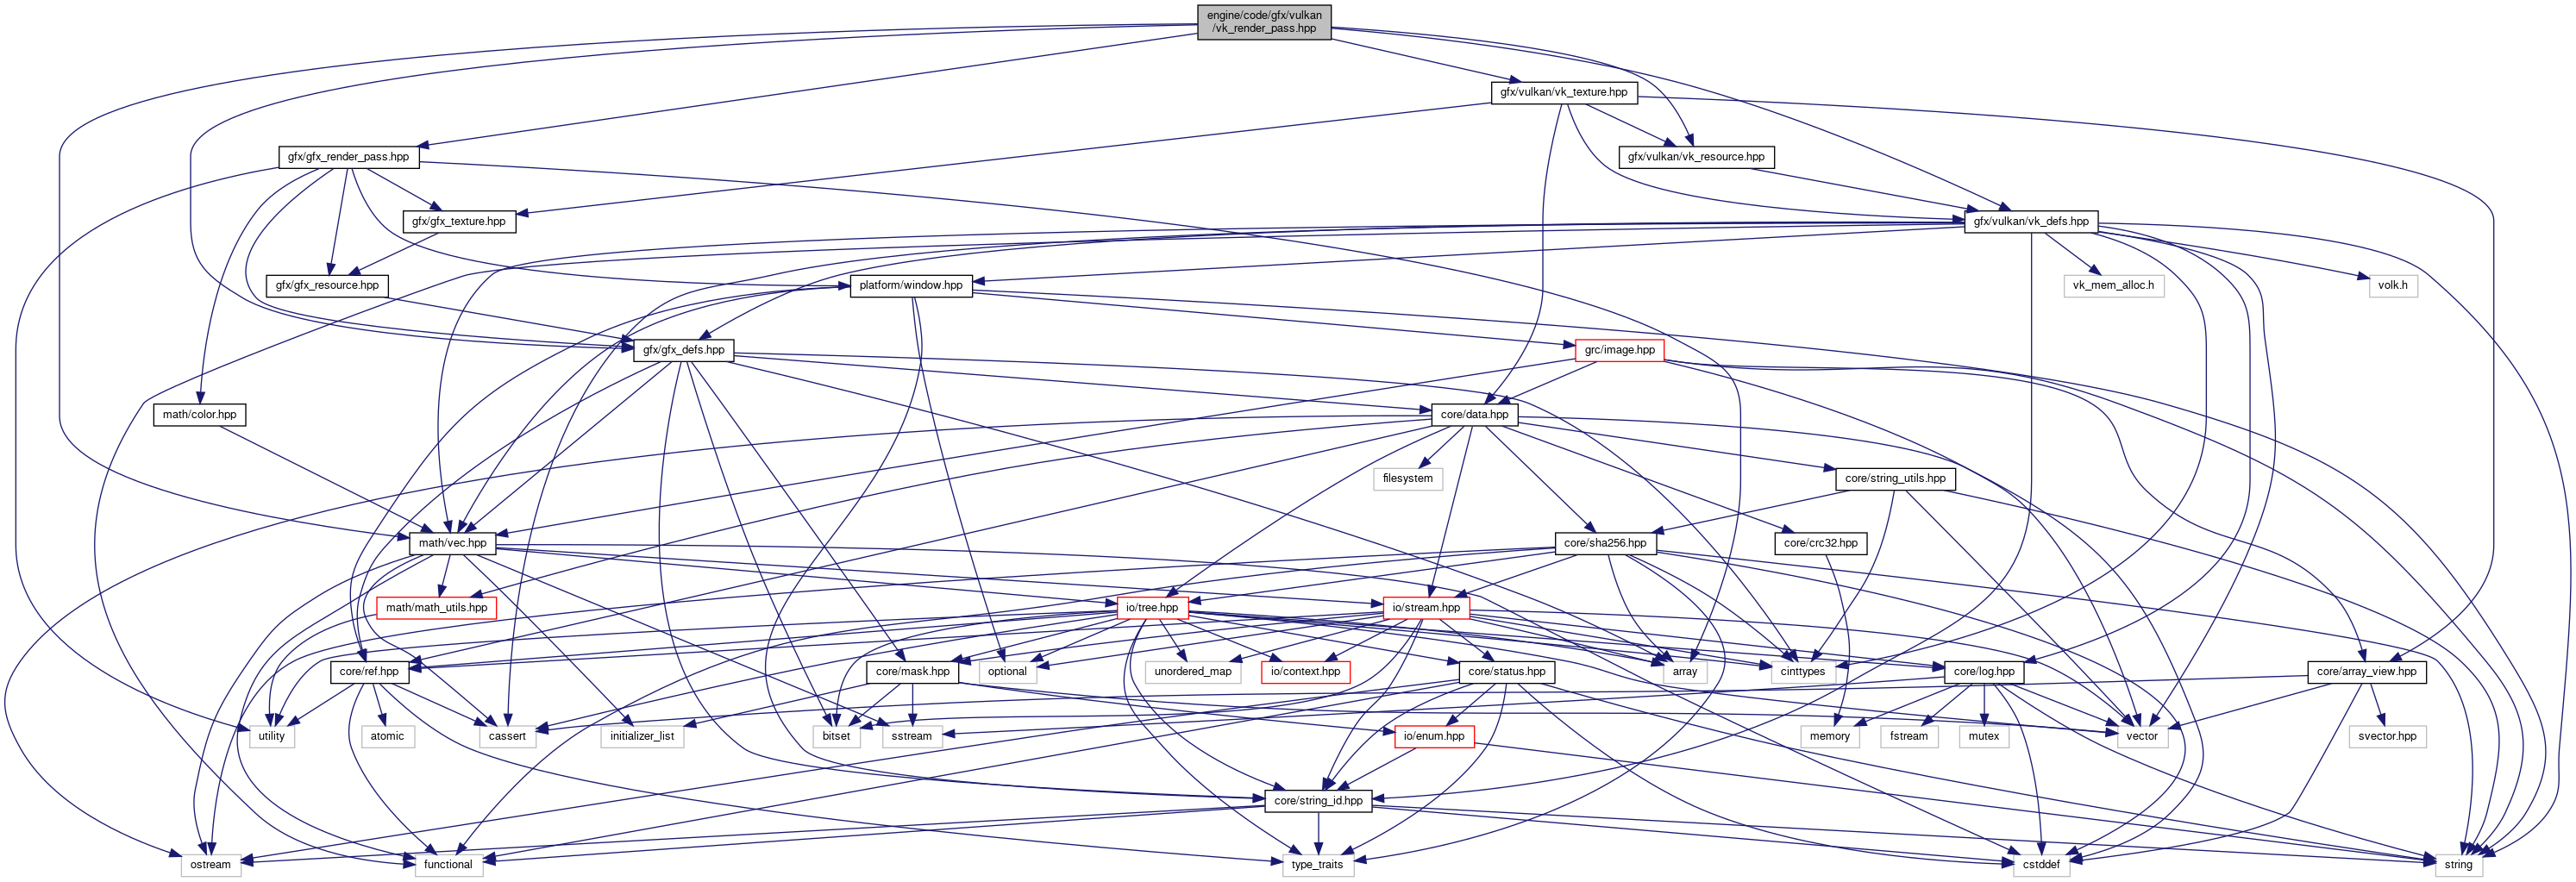 engine/code/gfx/vulkan
/vk_render_pass.hpp
gfx/vulkan/vk_texture.hpp
gfx/gfx_render_pass.hpp
gfx/vulkan/vk_resource.hpp
gfx/gfx_texture.hpp
gfx/vulkan/vk_defs.hpp
gfx/gfx_resource.hpp
platform/window.hpp
vk_mem_alloc.h
volk.h
gfx/gfx_defs.hpp
grc/image.hpp
math/color.hpp
core/data.hpp
filesystem
core/string_utils.hpp
math/vec.hpp
core/sha256.hpp
core/crc32.hpp
math/math_utils.hpp
io/tree.hpp
io/stream.hpp
core/ref.hpp
core/mask.hpp
optional
unordered_map
io/context.hpp
core/status.hpp
array
cinttypes
core/log.hpp
core/array_view.hpp
utility
atomic
cassert
initializer_list
bitset
sstream
io/enum.hpp
memory
fstream
mutex
vector
svector.hpp
core/string_id.hpp
ostream
functional
type_traits
cstddef
string